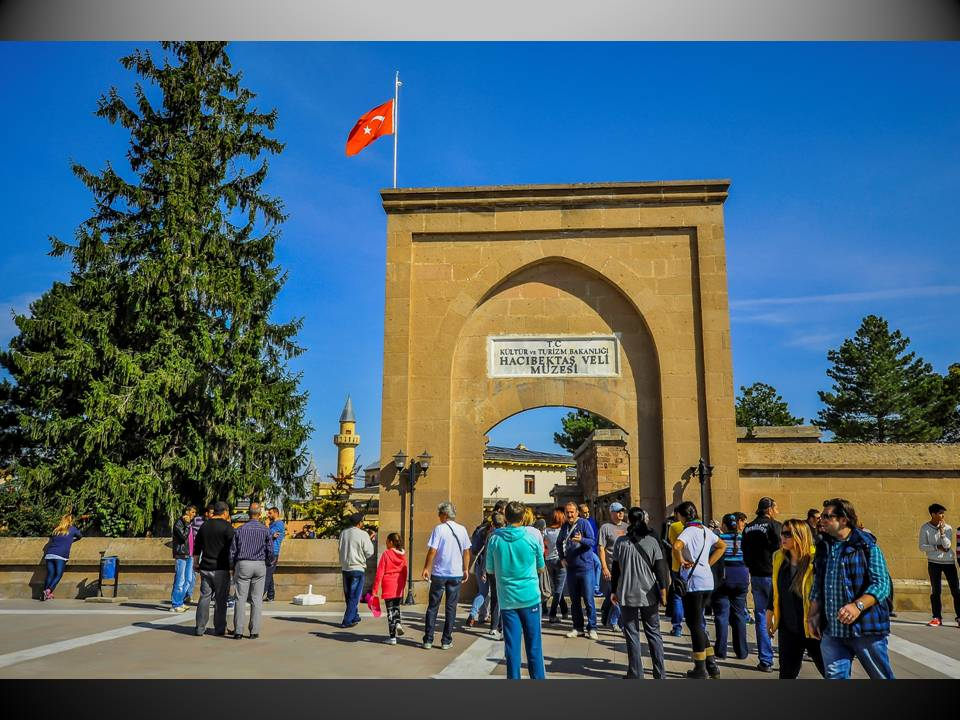 T.C
KÜLTÜR ve TURİZM BAKANLIĞI
HACIBEKTAŞ VELİ
MÜZESİ